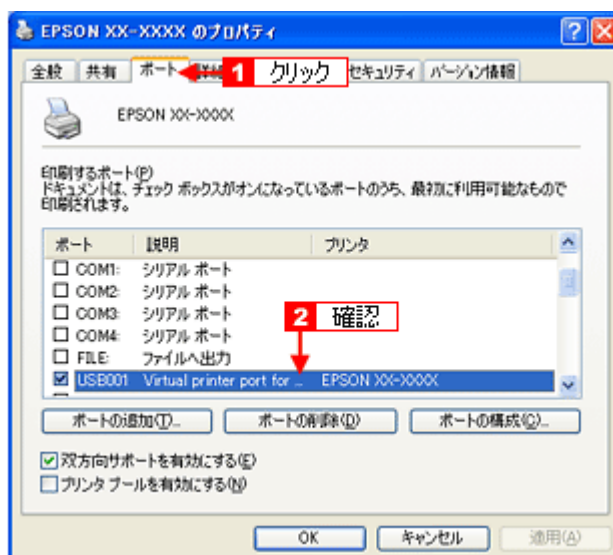 EPSON XX-XXXX のプロパティ
全般 共有 ポート 1 クリック セキュリティ バージョン情報
EPSON XX-XXXX
印刷するポート(P)
ドキュメントは、チェック ボックスがオンになっているポートのうち、最初に利用可能なもので
印刷されます。
ポート 説明 プリンタ
COM1: シリアル ポート
COM2: シリアル ポート
COM3: シリアル ポート
COM4: シリアル ポート
2 確認
FILE: ファイルへ出力
USB001 Virtual printer port for ... EPSON XX-XXXX
ポートの追加(T)... ポートの削除(D) ポートの構成(C)...
双方向サポートを有効にする(E)
プリンタ プールを有効にする(N)
OK キャンセル 適用(A)